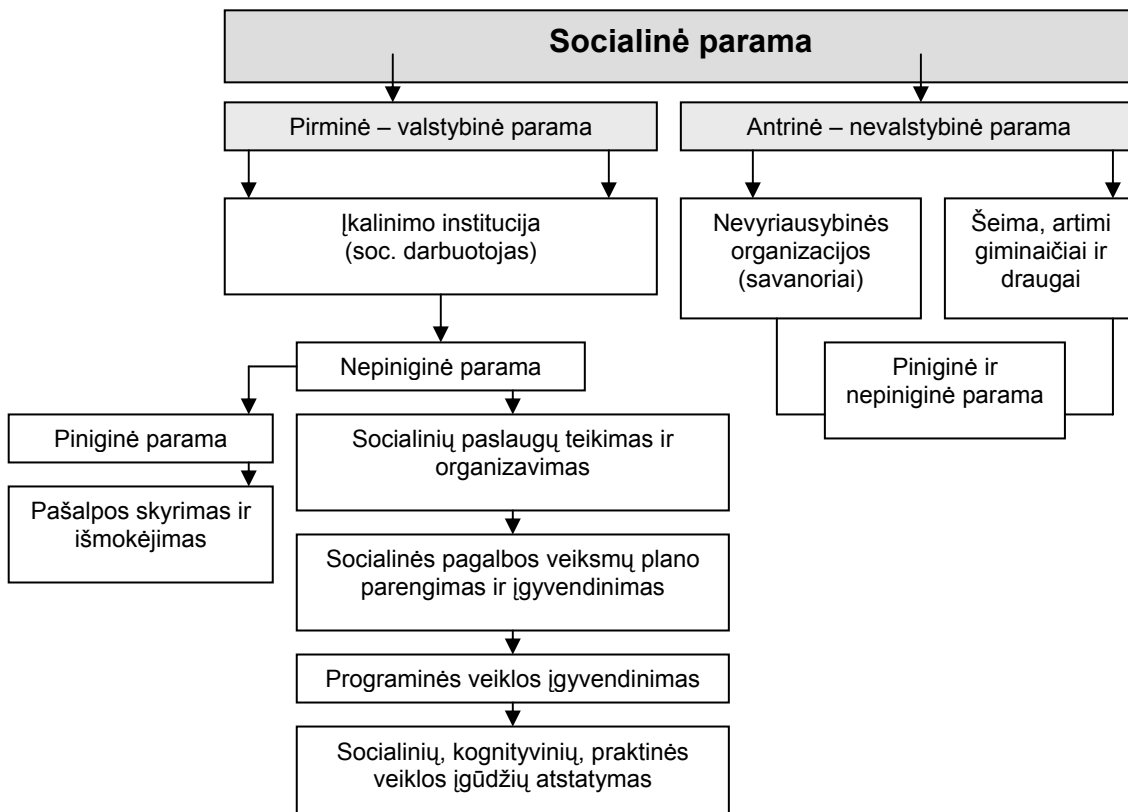 Socialinė parama
Pirminė – valstybinė parama
Antrinė – nevalstybinė parama
Įkalinimo institucija
(soc. darbuotojas)
Nevyriausybinės
organizacijos
(savanoriai)
Šeima, artimi
giminaičiai ir
draugai
Nepiniginė parama
Piniginė ir
nepiniginė parama
Piniginė parama
Socialinių paslaugų teikimas ir
organizavimas
Pašalpos skyrimas ir
išmokėjimas
Socialinės pagalbos veiksmų plano
parengimas ir įgyvendinimas
Programinės veiklos įgyvendinimas
Socialinių, kognityvinių, praktinės
veiklos įgūdžių atstatymas